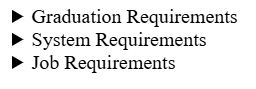 ▶ Graduation Requirements
▶ System Requirements
▶ Job Requirements